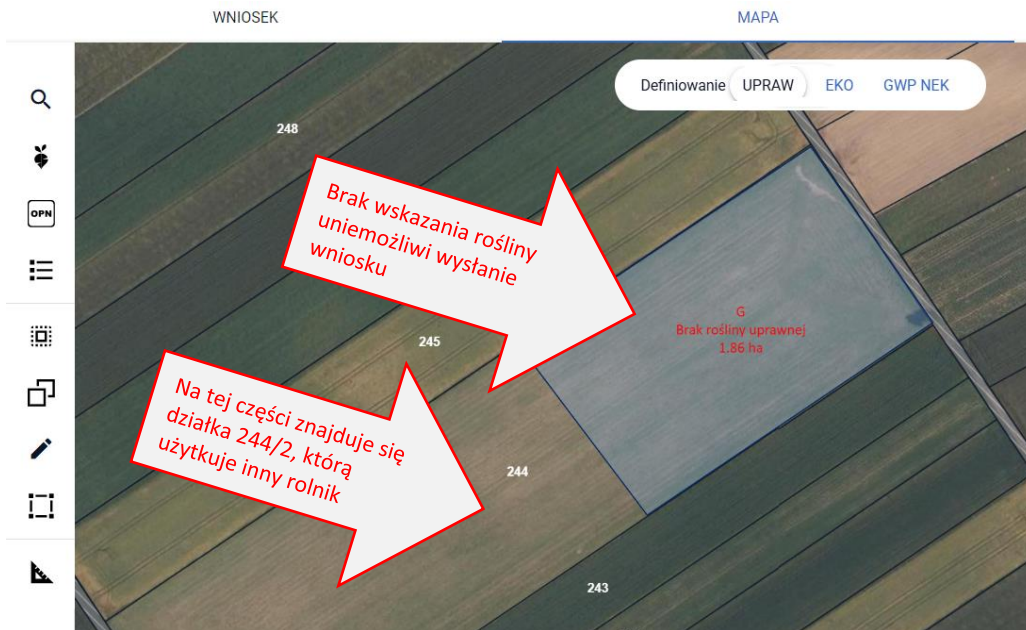 WNIOSEK
MAPA
Definiowanie UPRAW EKO GWP NEK
OPN
248
Brak wskazania rośliny
uniemożliwi wysłanie
wniosku
G
Brak rośliny uprawnej
1.86 ha
245
Na tej części znajduje się
działka 244/2, którą
użytkuje inny rolnik
244
243